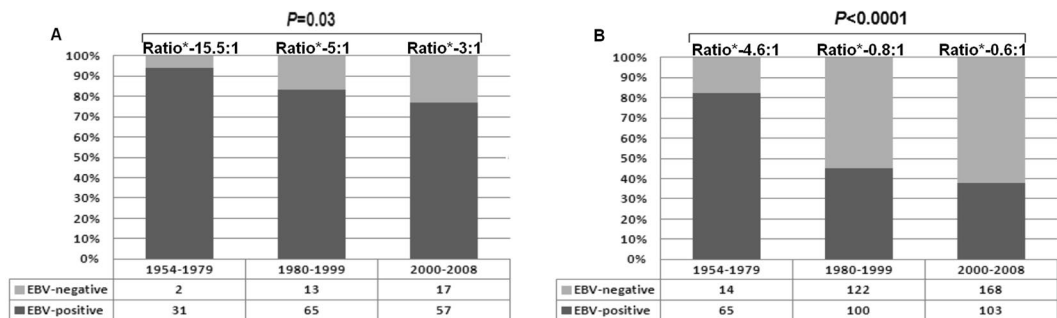 P=0.03
A
Ratio*-15.5:1 Ratio*-5:1 Ratio*-3:1
100%
90%
80%
70%
60%
50%
40%
30%
20%
10%
0%
1954-1979 1980-1999 2000-2008
EBV-negative 2 13 17
EBV-positive 31 65 57
P<0.0001
B
Ratio*-4.6:1 Ratio*-0.8:1 Ratio*-0.6:1
100%
90%
80%
70%
60%
50%
40%
30%
20%
10%
0%
1954-1979 1980-1999 2000-2008
EBV-negative 14 122 168
EBV-positive 65 100 103